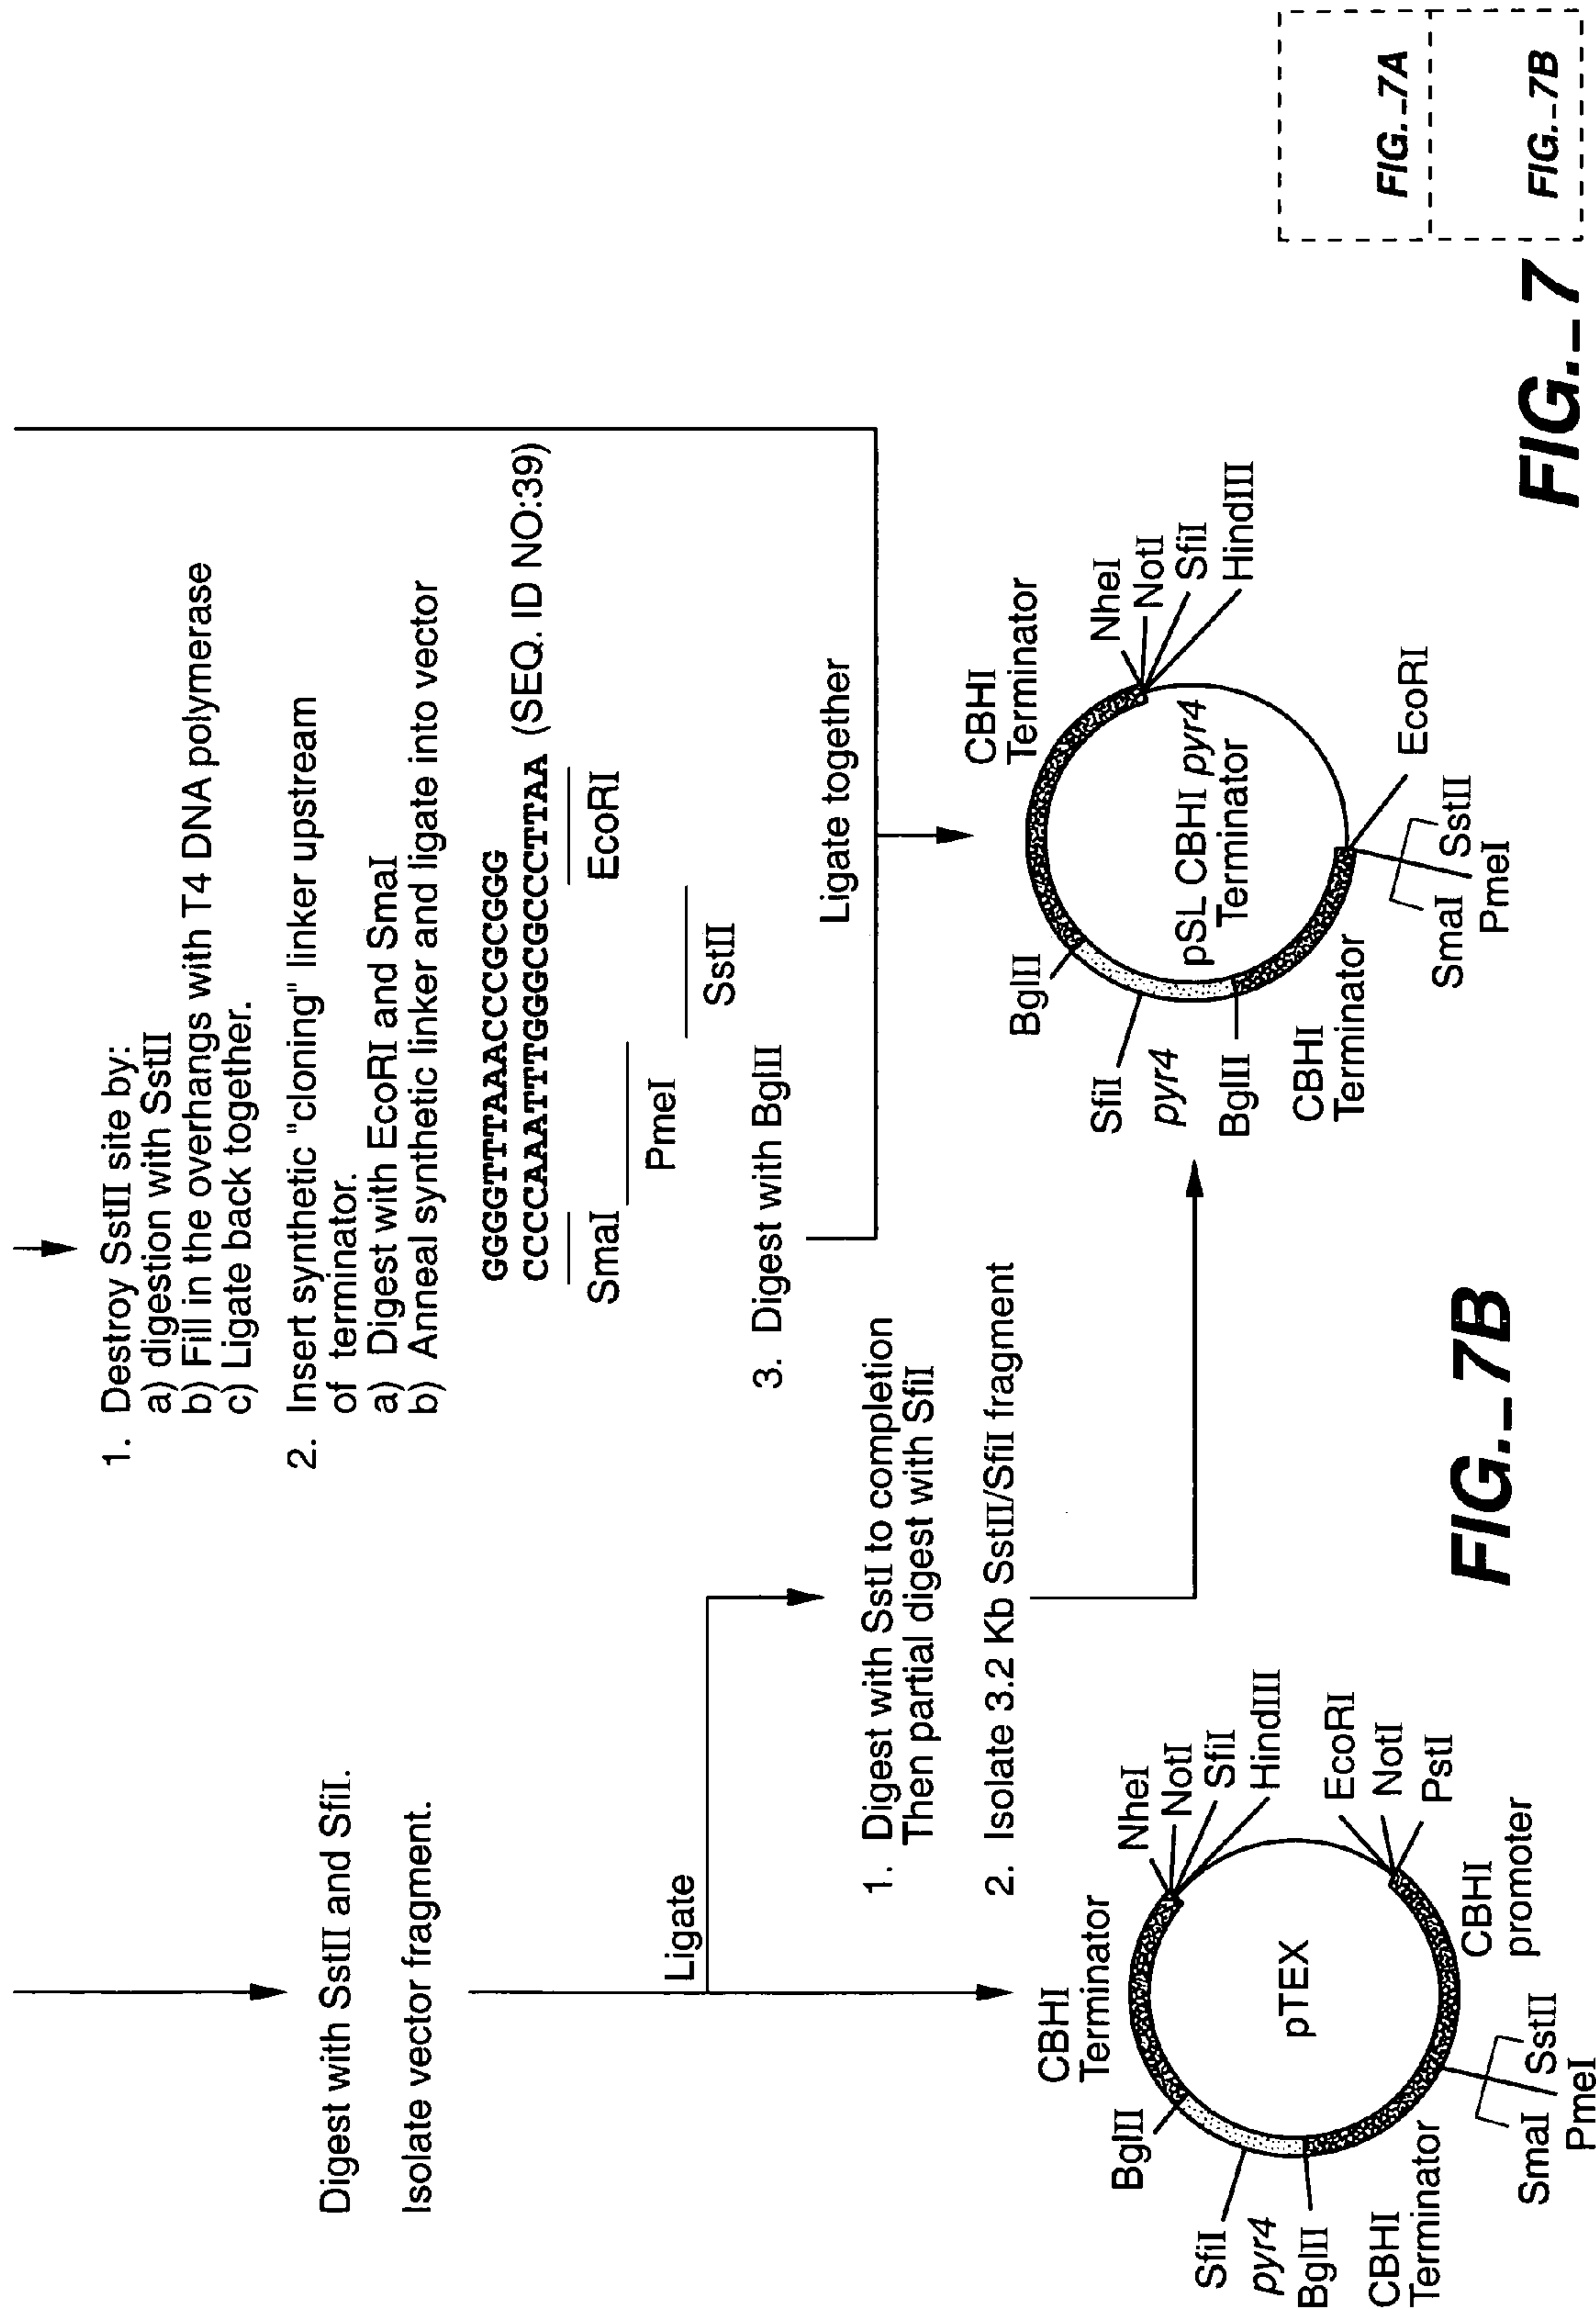 Digest with SstII and SfiI.
Isolate vector fragment.
Ligate
1. Destroy SstII site by:
a) digestion with SstII
b) Fill in the overhangs with T4 DNA polymerase
c) Ligate back together.
2. Insert synthetic "cloning" linker upstream
of terminator.
a) Digest with EcoRI and SmaI
b) Anneal synthetic linker and ligate into vector
GGGGTTTAAACCCGCGGG
CCCCAAATTTGGGCGCCCTTAA (SEQ. ID NO:39)
SmaI
EcoRI
PmeI
SstII
3. Digest with BglII
Ligate together
1. Digest with SstI to completion
Then partial digest with SfiI
2. Isolate 3.2 Kb SstII/SfiI fragment
CBHI
Terminator
NheI
NotI
SfiI
HindIII
EcoRI
NotI
PstI
CBHI
promoter
pTEX
BglII
SfiI
pyr4
BglII
CBHI
Terminator
SmaI
SstII
PmeI
CBHI
Terminator
NheI
NotI
SfiI
HindIII
EcoRI
pSL CBHI pyr4
Terminator
BglII
SfiI
pyr4
BglII
CBHI
Terminator
SmaI
SstII
PmeI
FIG._7B
FIG._7
FIG._7A
FIG._7B